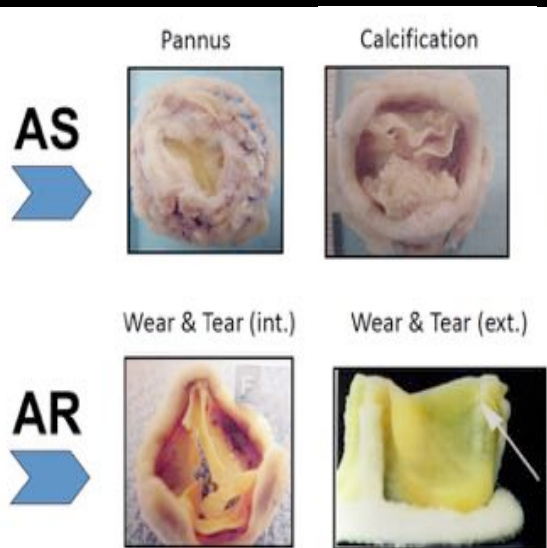 Pannus
Calcification
AS
Wear & Tear (int.)
Wear & Tear (ext.)
AR